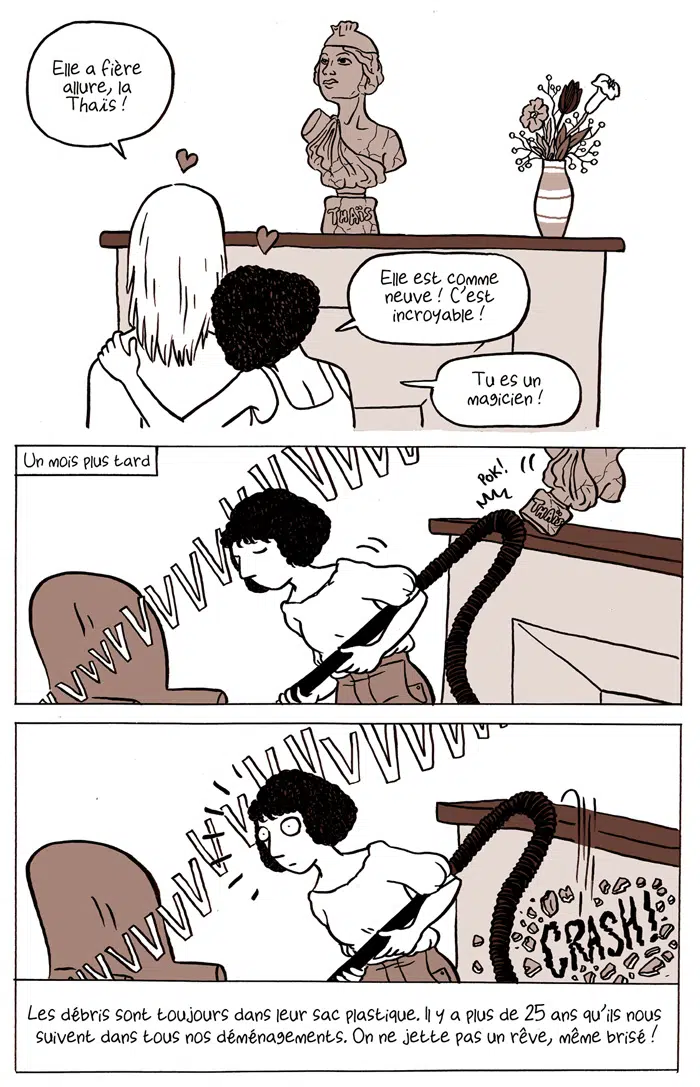 Elle a fière
allure, la
Thaïs !
THAÏS
Elle est comme
neuve ! C'est
incroyable !
Tu es un
magicien !
Un mois plus tard
VVVVVVVVVVVVVV
POK!
THAÏS
VVVVVVVVVVVVVV
CRASH!
Les débris sont toujours dans leur sac plastique. Il y a plus de 25 ans qu'ils nous
suivent dans tous nos déménagements. On ne jette pas un rêve, même brisé !